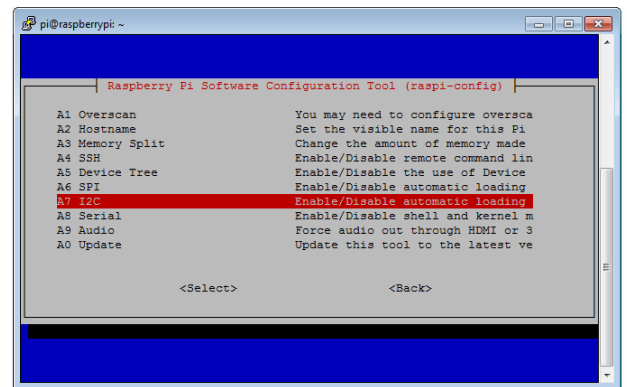 pi@raspberrypi: ~
Raspberry Pi Software Configuration Tool (raspi-config)
A1 Overscan You may need to configure oversca
A2 Hostname Set the visible name for this Pi
A3 Memory Split Change the amount of memory made
A4 SSH Enable/Disable remote command lin
A5 Device Tree Enable/Disable the use of Device
A6 SPI Enable/Disable automatic loading
A7 I2C Enable/Disable automatic loading
A8 Serial Enable/Disable shell and kernel m
A9 Audio Force audio out through HDMI or 3
A0 Update Update this tool to the latest ve
<Select> <Back>